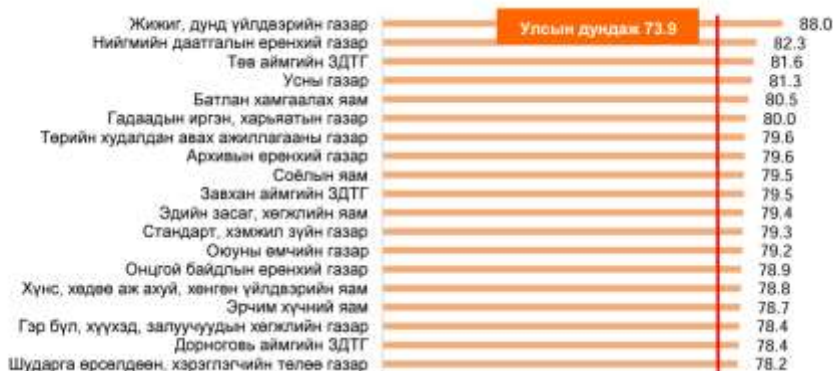 Улсын дундаж 73.9
Жижиг, дунд үйлдвэрийн газар 88.0
Нийгмийн даатгалын ерөнхий газар 82.3
Төв аймгийн ЗДТГ 81.6
Усны газар 81.3
Батлан хамгаалах яам 80.5
Гадаадын иргэн, харьяатын газар 80.0
Төрийн худалдан авах ажиллагааны газар 79.6
Архивын ерөнхий газар 79.6
Соёлын яам 79.5
Завхан аймгийн ЗДТГ 79.5
Эдийн засаг, хөгжлийн яам 79.4
Стандарт, хэмжил зүйн газар 79.3
Оюуны өмчийн газар 79.2
Онцгой байдлын ерөнхий газар 78.9
Хүнс, хөдөө аж ахуй, хөнгөн үйлдвэрийн яам 78.8
Эрчим хүчний яам 78.7
Гэр бүл, хүүхэд, залуучуудын хөгжлийн газар 78.4
Дорноговь аймгийн ЗДТГ 78.4
Шударга өрсөлдөөн, хэрэглэгчийн төлөө газар 78.2